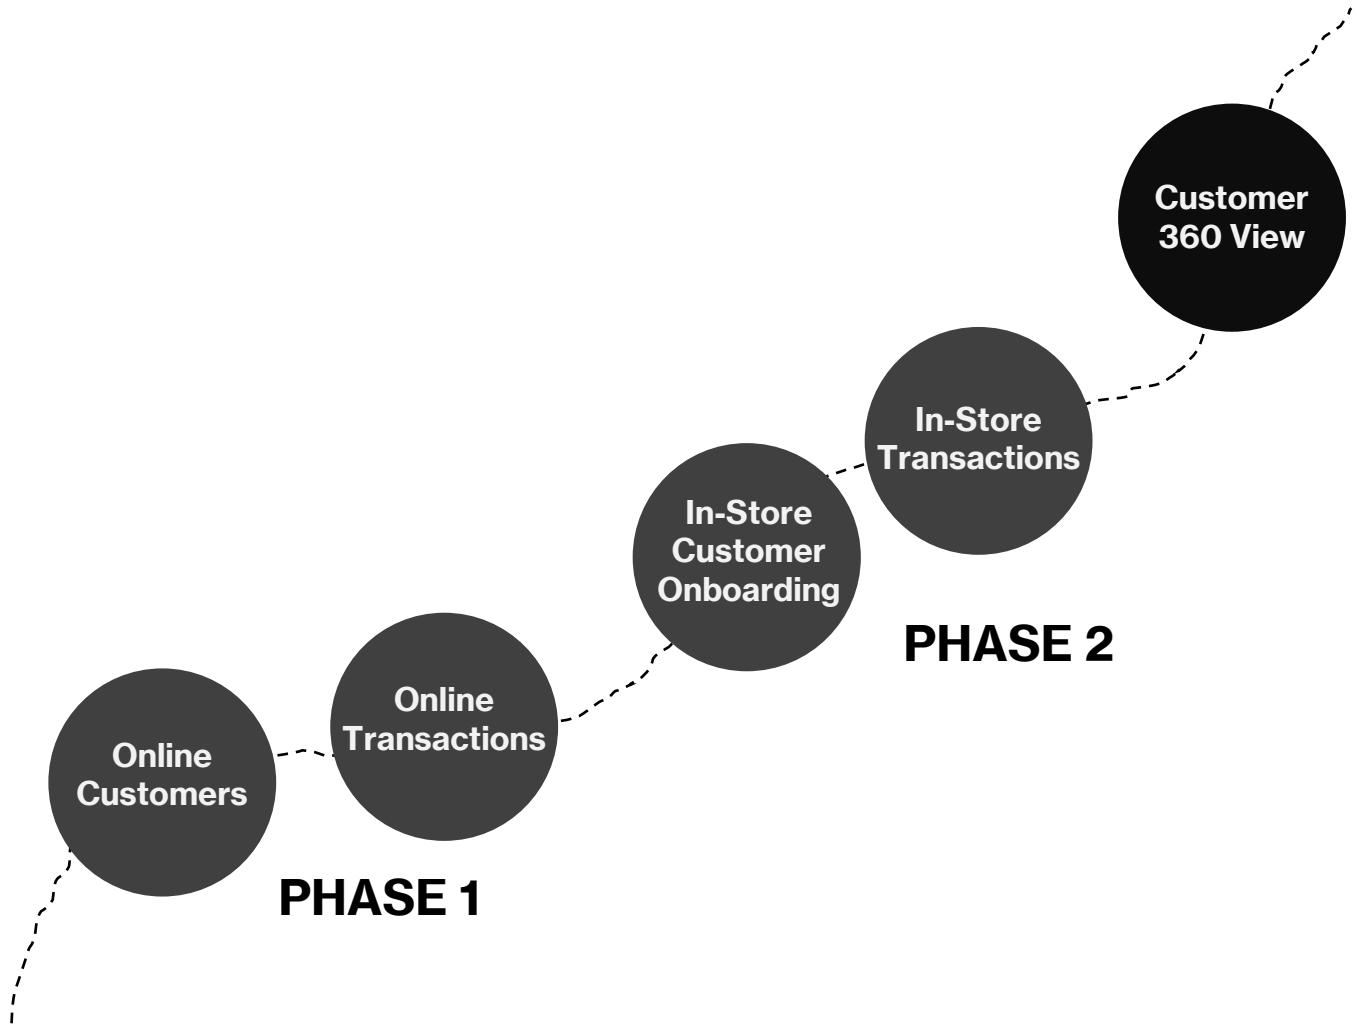 Customer
360 View
In-Store
Transactions
In-Store
Customer
Onboarding
PHASE 2
Online
Transactions
Online
Customers
PHASE 1